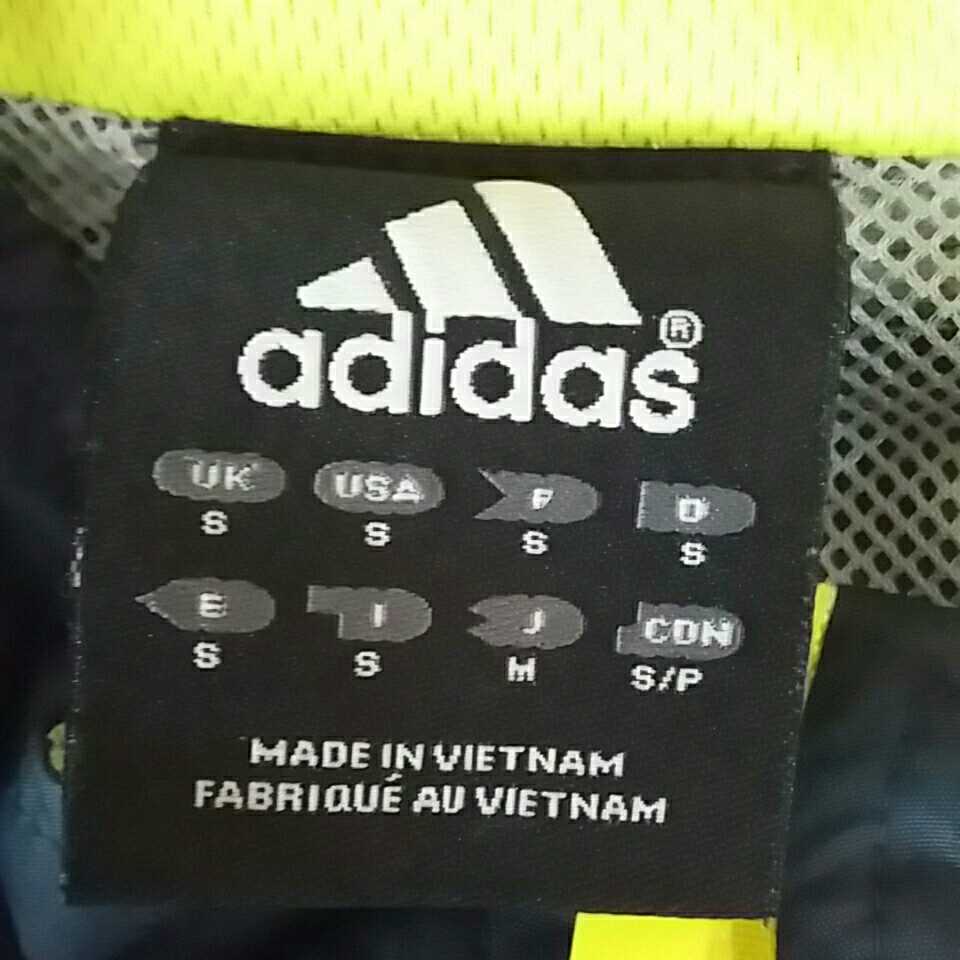 adidas®
UK USA F D
S S S S
E I J CDN
S S M S/P
MADE IN VIETNAM
FABRIQUÉ AU VIETNAM